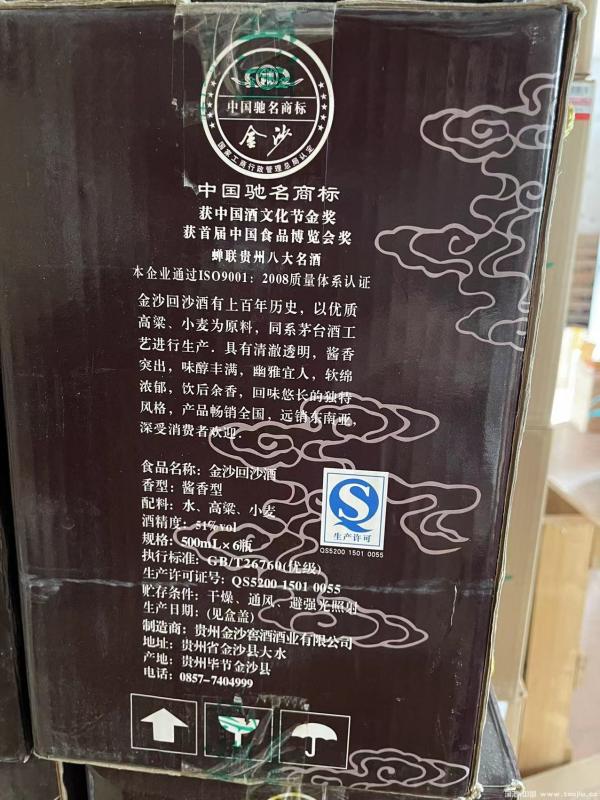 中国驰名商标
金沙
国家工商行政管理总局认定
中国驰名商标
获中国酒文化节金奖
获首届中国食品博览会奖
蝉联贵州八大名酒
本企业通过ISO9001：2008质量体系认证
金沙回沙酒有上百年历史，以优质
高粱、小麦为原料，同系茅台酒工
艺进行生产．具有清澈透明，酱香
突出，味醇丰满，幽雅宜人，软绵
浓郁，饮后余香，回味悠长的独特
风格，产品畅销全国，远销东南亚，
深受消费者欢迎．
食品名称：金沙回沙酒
香型：酱香型
配料：水、高粱、小麦
酒精度：51%vol
规格：500mL×6瓶
执行标准：GB/T26760(优级)
生产许可证号：QS5200 1501 0055
贮存条件：干燥、通风、避强光照射
生产日期：(见盒盖)
制造商：贵州金沙窖酒酒业有限公司
地址：贵州省金沙县大水
产地：贵州毕节金沙县
电话：0857-7404999
QS
生产许可
QS5200 1501 0055